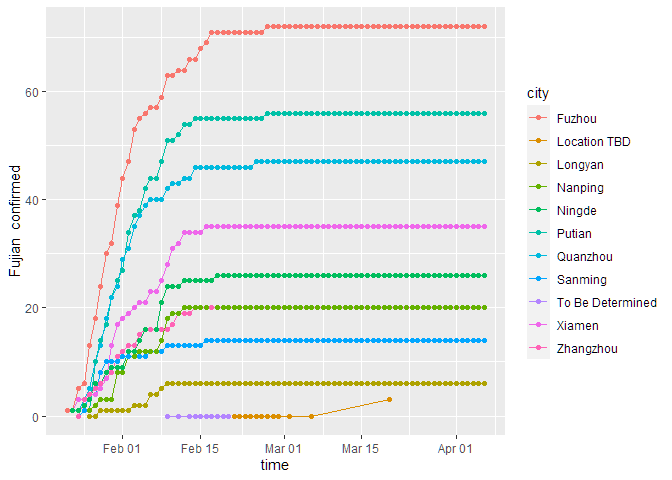 60
40
20
0
Fujian confirmed
Feb 01
Feb 15
Mar 01
Mar 15
Apr 01
time
city
Fuzhou
Location TBD
Longyan
Nanping
Ningde
Putian
Quanzhou
Sanming
To Be Determined
Xiamen
Zhangzhou